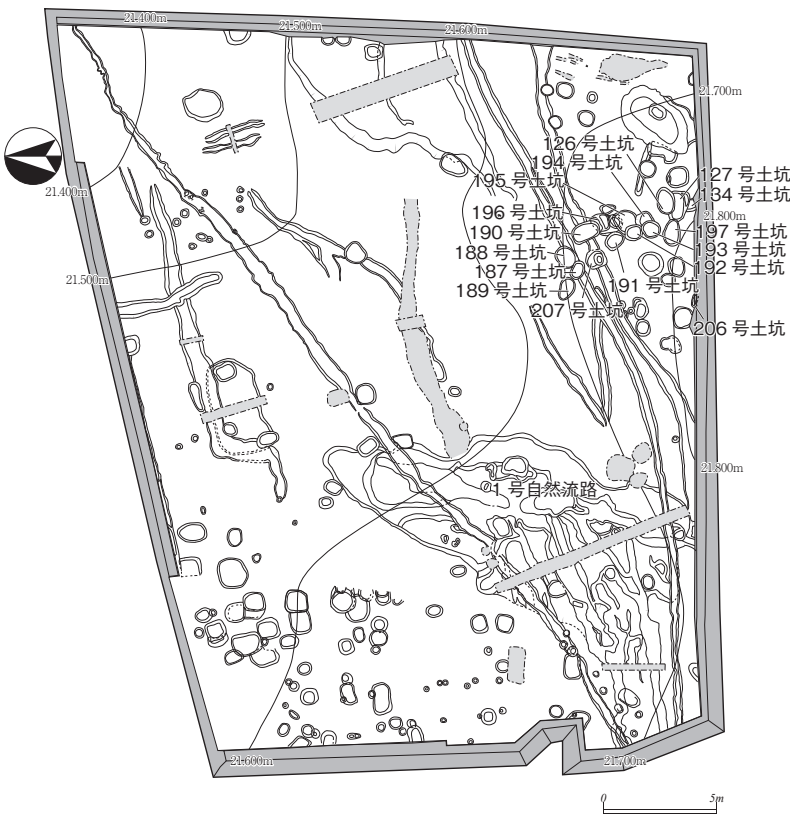 21.400m
21.500m
21.600m
21.700m
126 号土坑
194 号土坑
195 号土坑
127 号土坑
134 号土坑
21.400m
196 号土坑
21.800m
190 号土坑
197 号土坑
188 号土坑
193 号土坑
187 号土坑
192 号土坑
21.500m
189 号土坑
191 号土坑
207 号土坑
206 号土坑
21.800m
1 号自然流路
21.600m
21.700m
0
5m